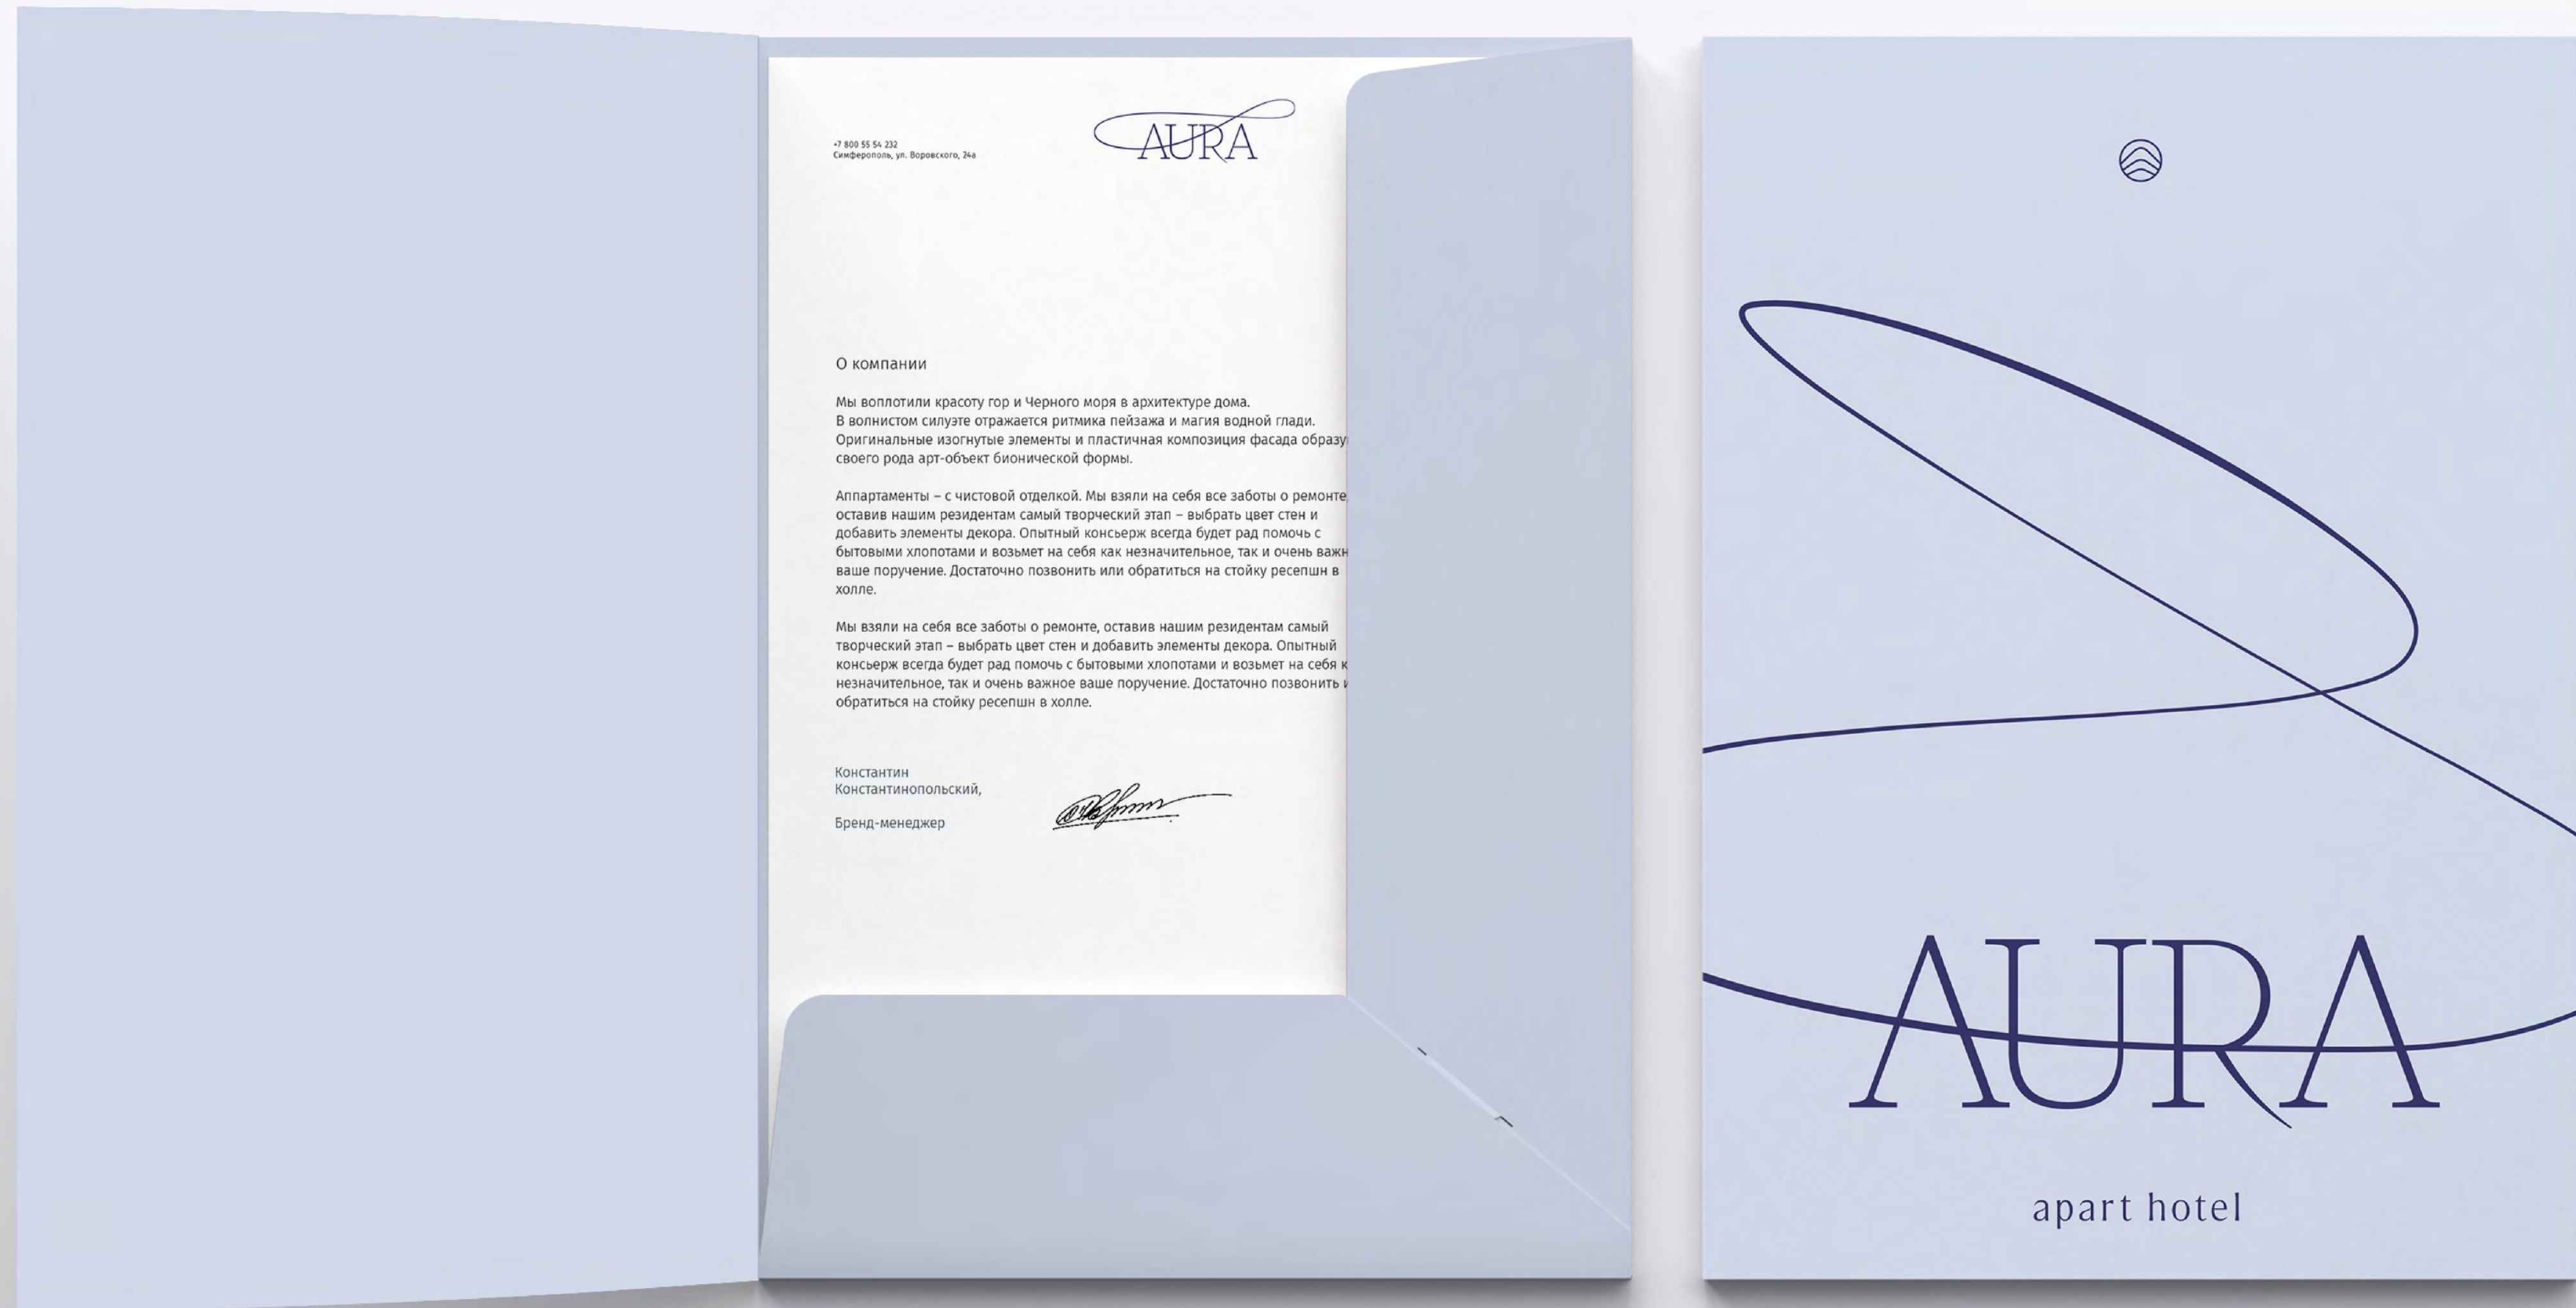 +7 800 55 54 232
Симферополь, ул. Воровского, 24а
AURA
О компании
Мы воплотили красоту гор и Черного моря в архитектуре дома.
В волнистом силуэте отражается ритмика пейзажа и магия водной глади.
Оригинальные изогнутые элементы и пластичная композиция фасада образу
своего рода арт-объект бионической формы.
Аппартаменты – с чистовой отделкой. Мы взяли на себя все заботы о ремонте,
оставив нашим резидентам самый творческий этап – выбрать цвет стен и
добавить элементы декора. Опытный консьерж всегда будет рад помочь с
бытовыми хлопотами и возьмет на себя как незначительное, так и очень важн
ваше поручение. Достаточно позвонить или обратиться на стойку ресепшн в
холле.
Мы взяли на себя все заботы о ремонте, оставив нашим резидентам самый
творческий этап – выбрать цвет стен и добавить элементы декора. Опытный
консьерж всегда будет рад помочь с бытовыми хлопотами и возьмет на себя к
незначительное, так и очень важное ваше поручение. Достаточно позвонить
обратиться на стойку ресепшн в холле.
Константин
Константинопольский,
Бренд-менеджер
AURA
apart hotel